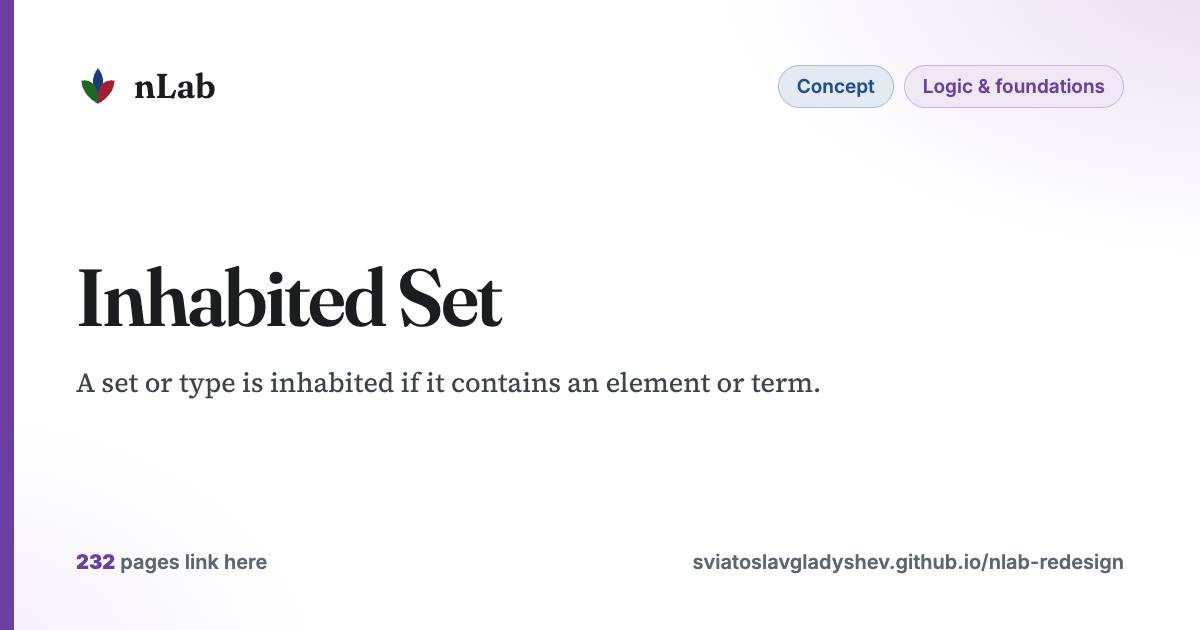 nLab
Concept
Logic & foundations
Inhabited Set
A set or type is inhabited if it contains an element or term.
232 pages link here
sviatoslavgladyshev.github.io/nlab-redesign